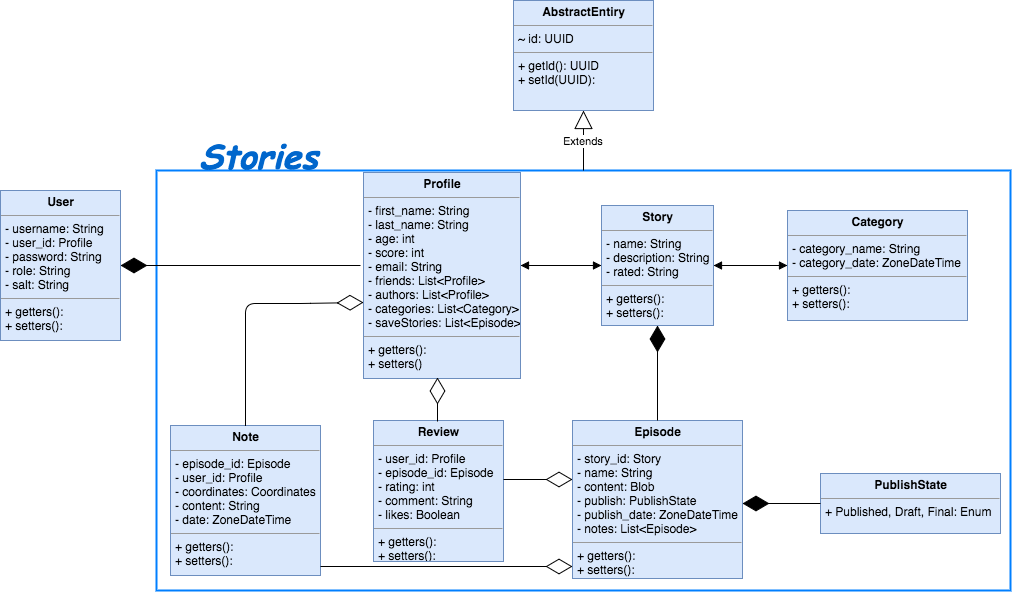 AbstractEntiry
~ id: UUID
+ getId(): UUID
+ setId(UUID):
Extends
Stories
User
- username: String
- user_id: Profile
- password: String
- role: String
- salt: String
+ getters():
+ setters():
Profile
- first_name: String
- last_name: String
- age: int
- score: int
- email: String
- friends: List<Profile>
- authors: List<Profile>
- categories: List<Category>
- saveStories: List<Episode>
+ getters():
+ setters()
Story
- name: String
- description: String
- rated: String
+ getters():
+ setters():
Category
- category_name: String
- category_date: ZoneDateTime
+ getters():
+ setters():
Note
- episode_id: Episode
- user_id: Profile
- coordinates: Coordinates
- content: String
- date: ZoneDateTime
+ getters():
+ setters():
Review
- user_id: Profile
- episode_id: Episode
- rating: int
- comment: String
- likes: Boolean
+ getters():
+ setters():
Episode
- story_id: Story
- name: String
- content: Blob
- publish: PublishState
- publish_date: ZoneDateTime
- notes: List<Episode>
+ getters():
+ setters():
PublishState
+ Published, Draft, Final: Enum